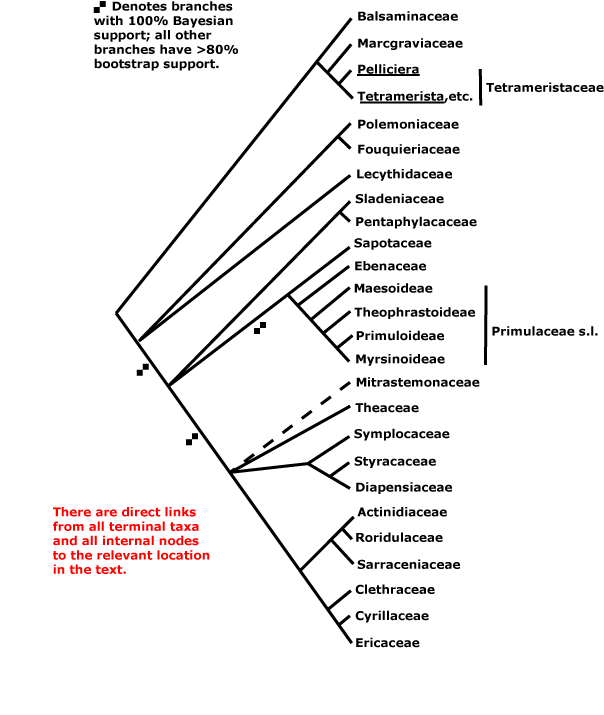 Denotes branches
with 100% Bayesian
support; all other
branches have >80%
bootstrap support.
Balsaminaceae
Marcgraviaceae
Pelliciera
Tetramerista,etc.
Tetrameristaceae
Polemoniaceae
Fouquieriaceae
Lecythidaceae
Sladeniaceae
Pentaphylacaceae
Sapotaceae
Ebenaceae
Maesoideae
Theophrastoideae
Primuloideae
Myrsinoideae
Primulaceae s.l.
Mitrastemonaceae
Theaceae
Symplocaceae
Styracaceae
Diapensiaceae
Actinidiaceae
Roridulaceae
Sarraceniaceae
Clethraceae
Cyrillaceae
Ericaceae
There are direct links
from all terminal taxa
and all internal nodes
to the relevant location
in the text.